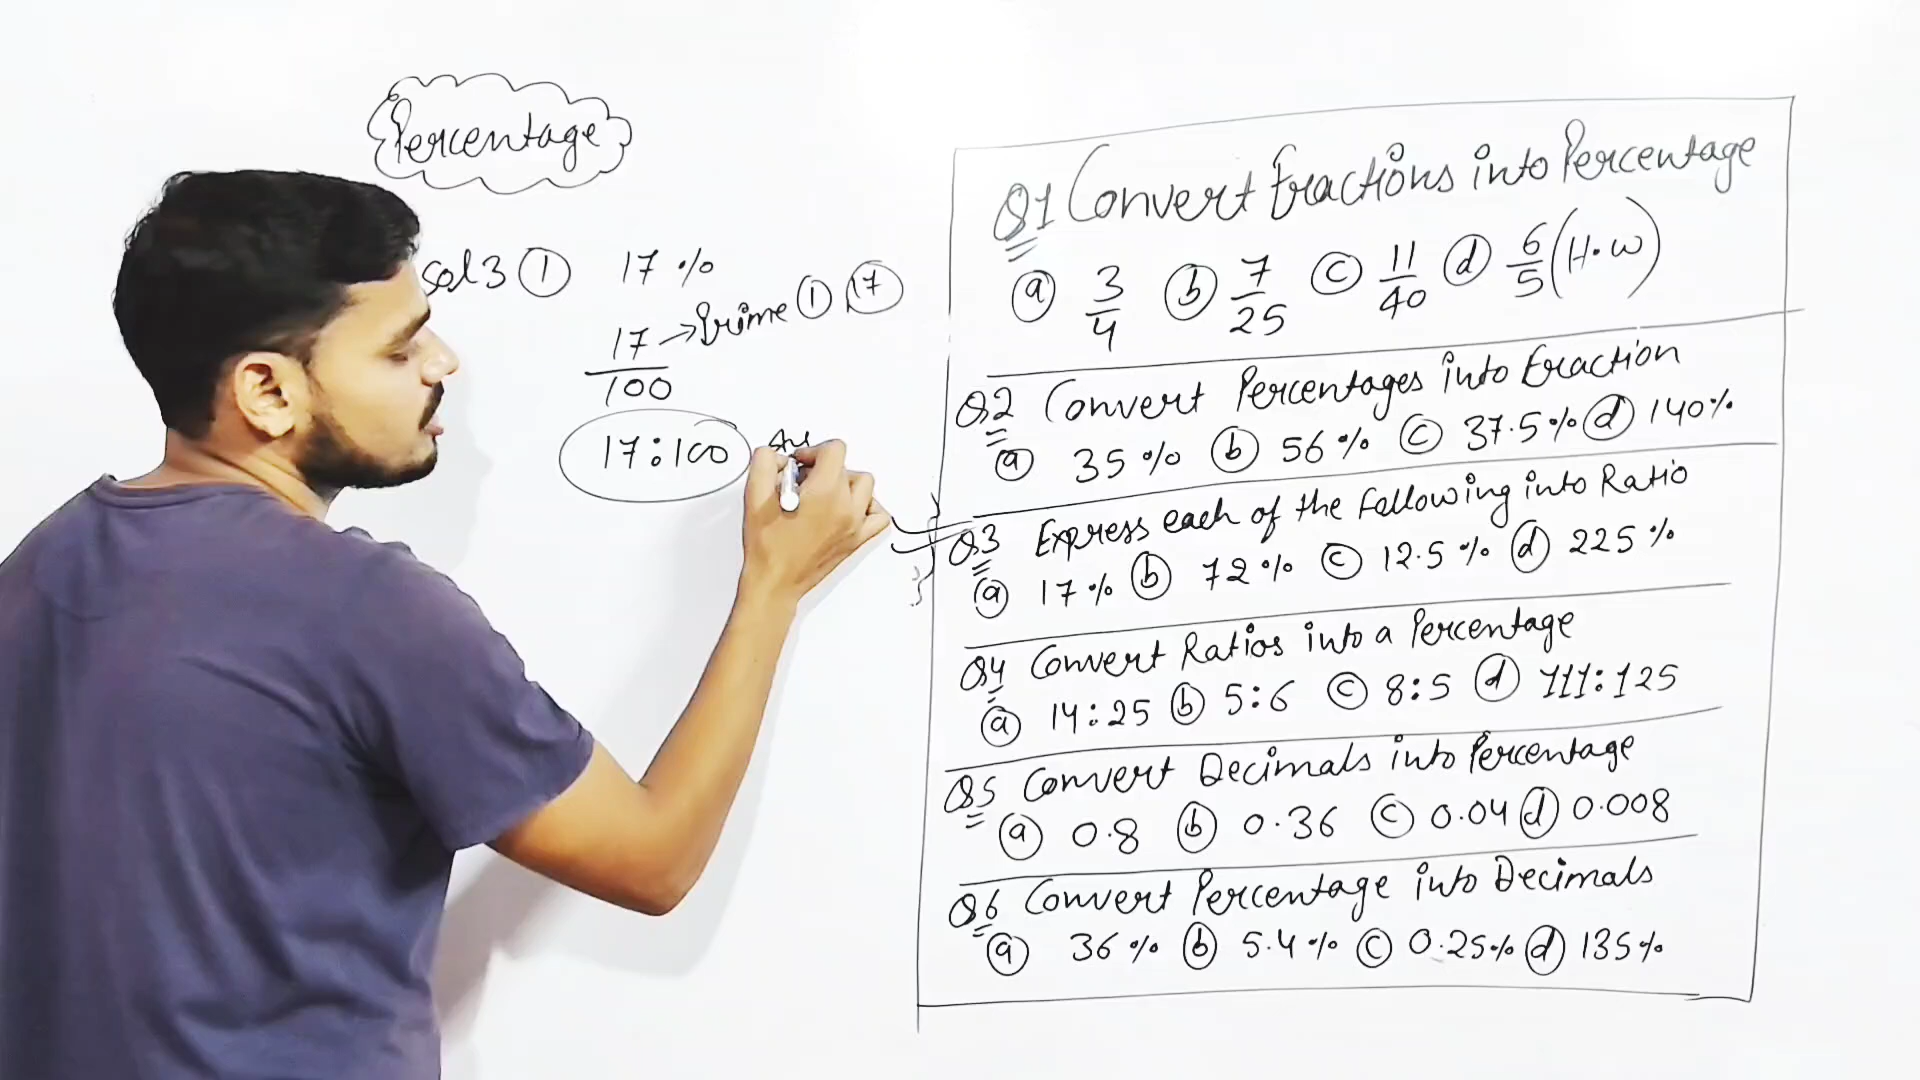 Percentage
Sol 3 ① 17 %
17 → Prime ① 17
100
17:100 Ans
Q1 Convert Fractions into Percentage
ⓐ 3/4 ⓑ 7/25 ⓒ 11/40 ⓓ 6/5 (H.W)
Q2 Convert Percentages into Fraction
ⓐ 35 % ⓑ 56 % ⓒ 37.5 % ⓓ 140 %
Q3 Express each of the following into Ratio
ⓐ 17 % ⓑ 72 % ⓒ 12.5 % ⓓ 225 %
Q4 Convert Ratios into a Percentage
ⓐ 14:25 ⓑ 5:6 ⓒ 8:5 ⓓ 111:125
Q5 Convert Decimals into Percentage
ⓐ 0.8 ⓑ 0.36 ⓒ 0.04 ⓓ 0.008
Q6 Convert Percentage into Decimals
ⓐ 36 % ⓑ 5.4 % ⓒ 0.25 % ⓓ 135 %